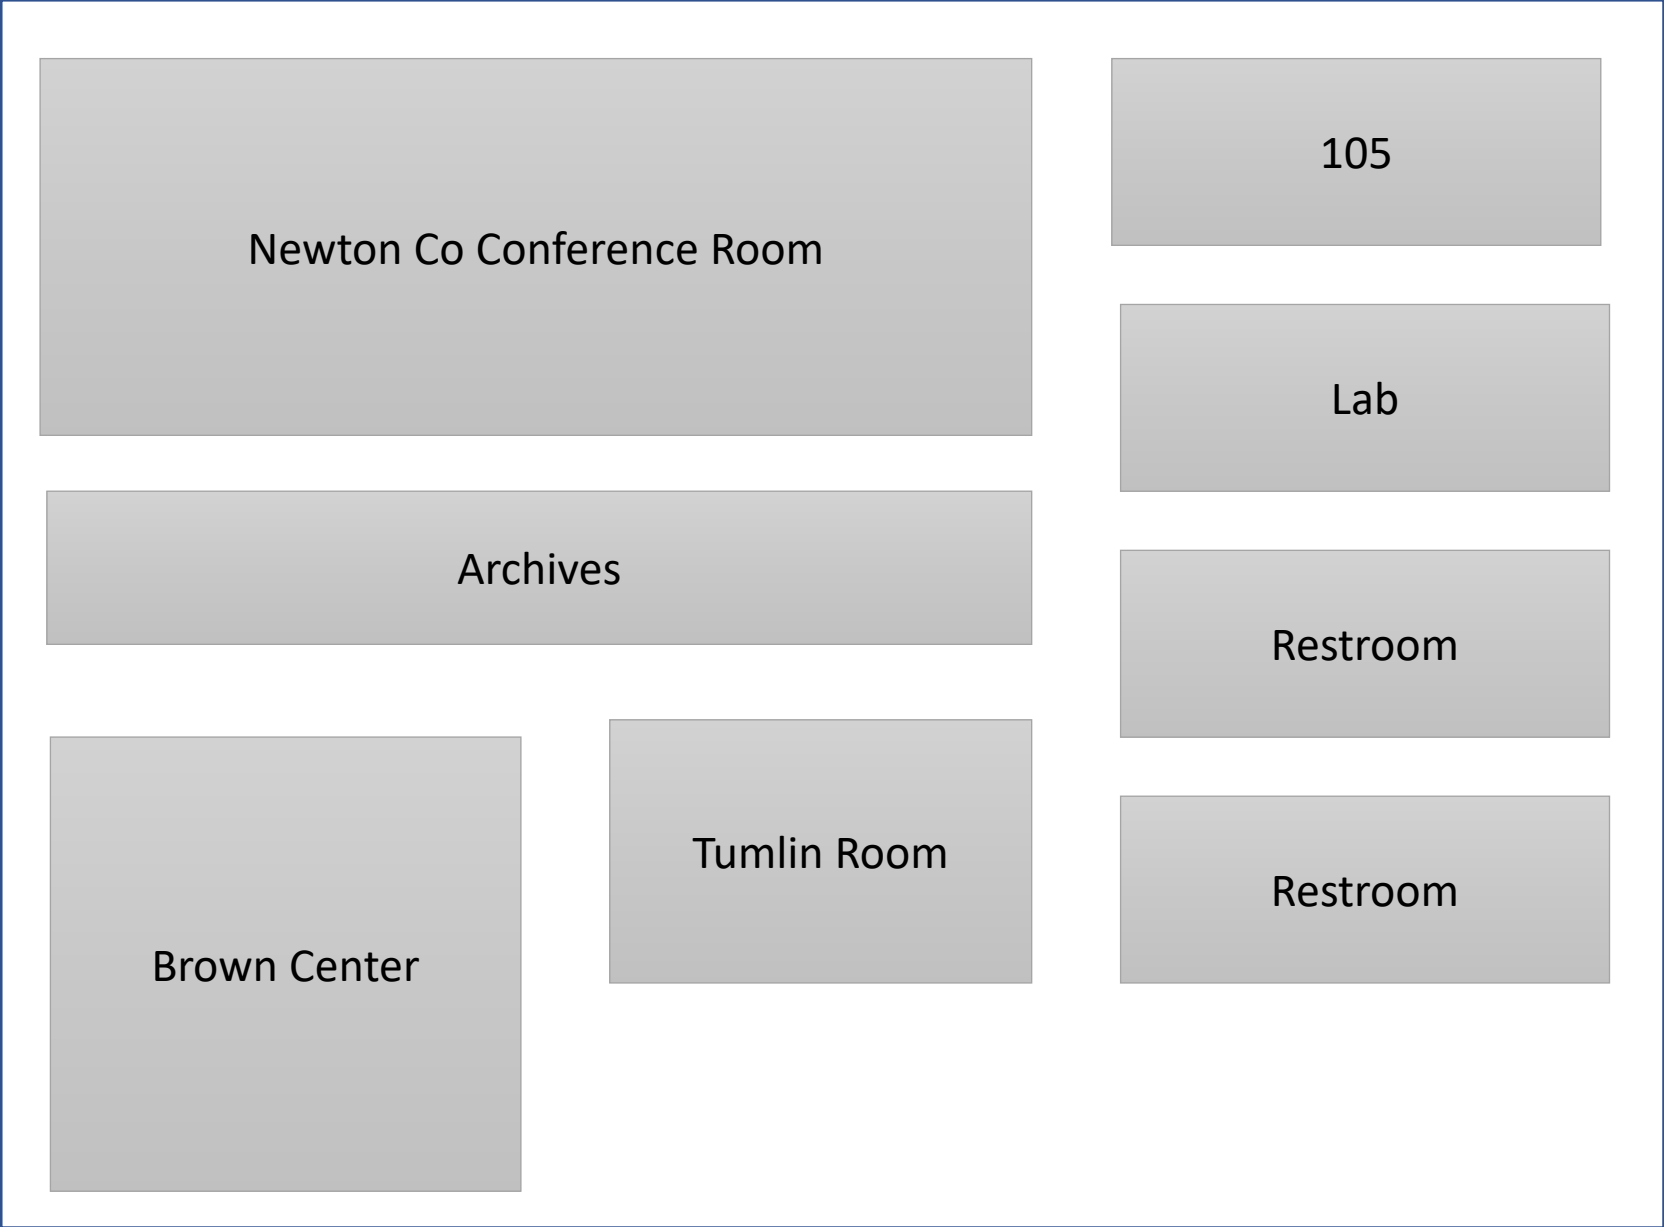 Newton Co Conference Room
105
Lab
Archives
Restroom
Tumlin Room
Restroom
Brown Center